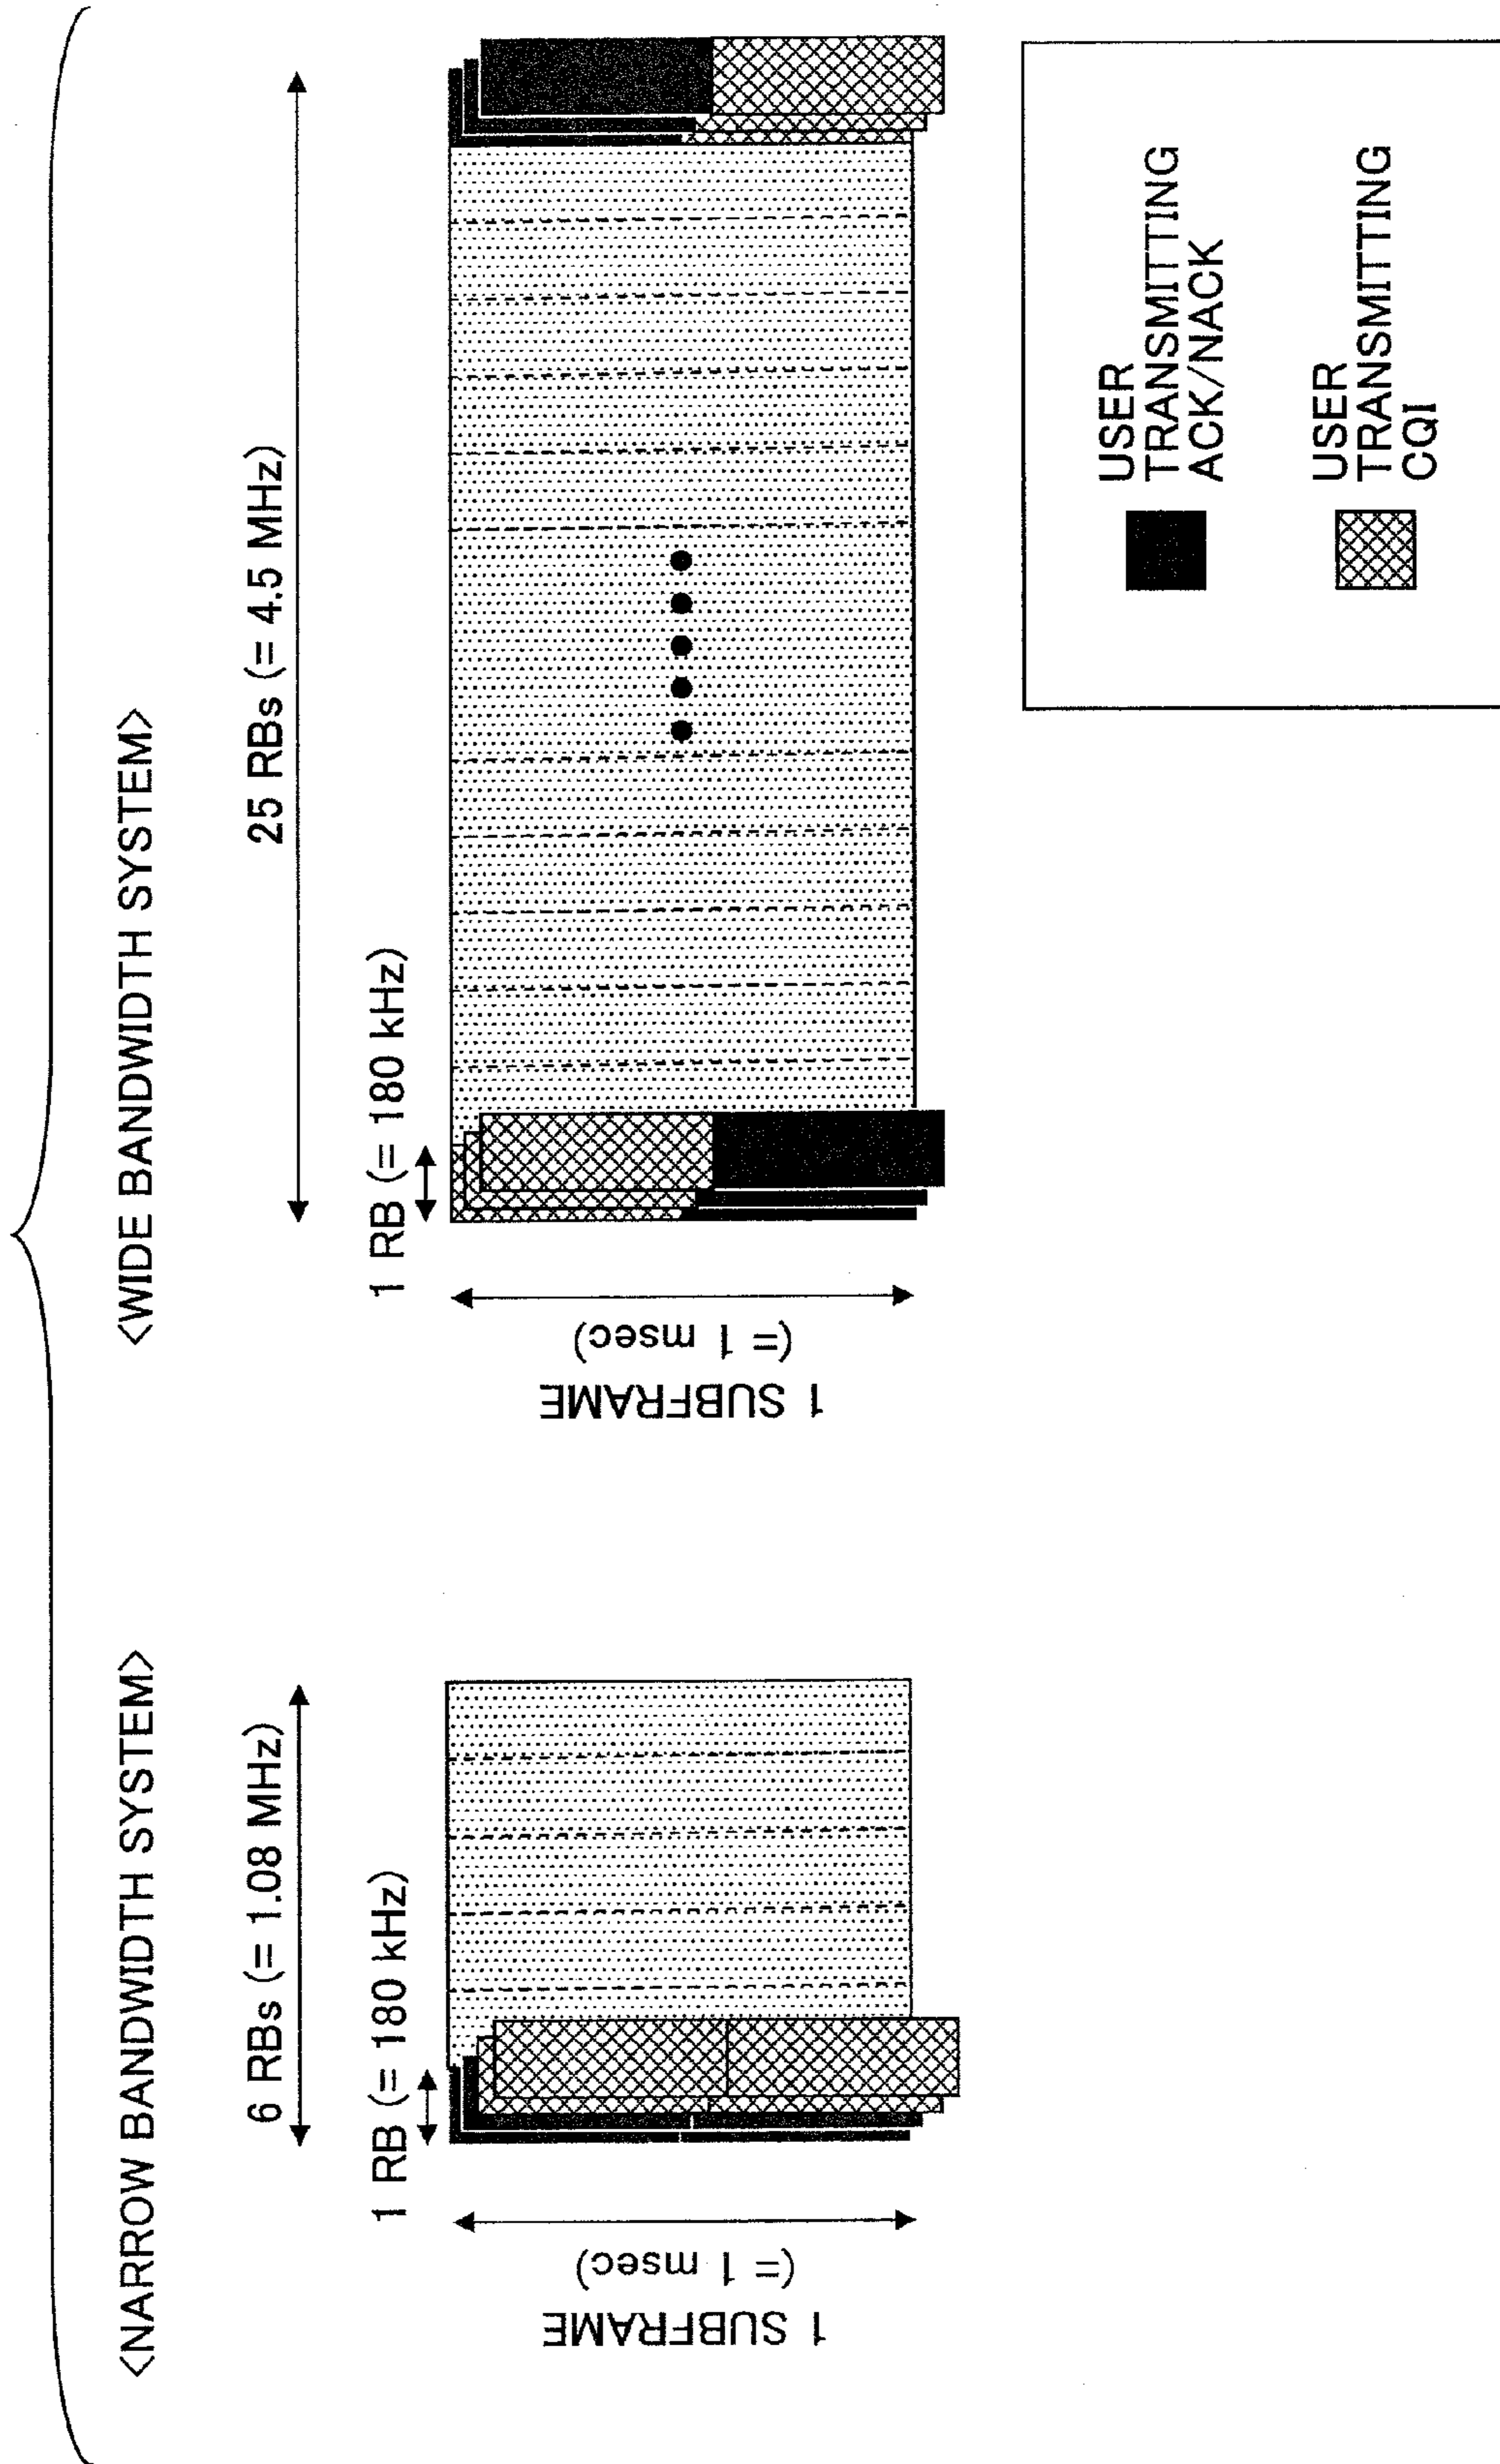 <NARROW BANDWIDTH SYSTEM>
6 RBs (= 1.08 MHz)
1 RB (= 180 kHz)
1 SUBFRAME
(= 1 msec)
<WIDE BANDWIDTH SYSTEM>
25 RBs (= 4.5 MHz)
1 RB (= 180 kHz)
1 SUBFRAME
(= 1 msec)
USER
TRANSMITTING
ACK/NACK
USER
TRANSMITTING
CQI